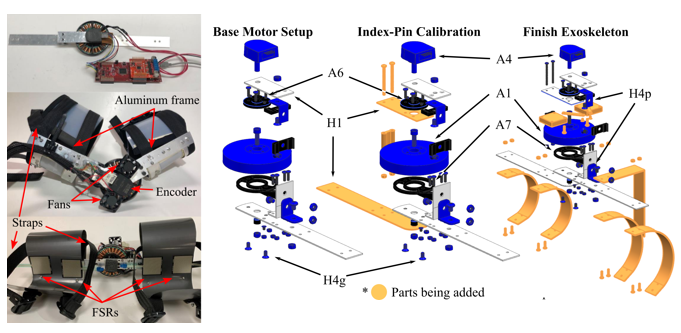 Base Motor Setup
Index-Pin Calibration
Finish Exoskeleton
A4
A6
Aluminum frame
A1
H4p
H1
A7
Encoder
Fans
Straps
H4g
FSRs
* Parts being added